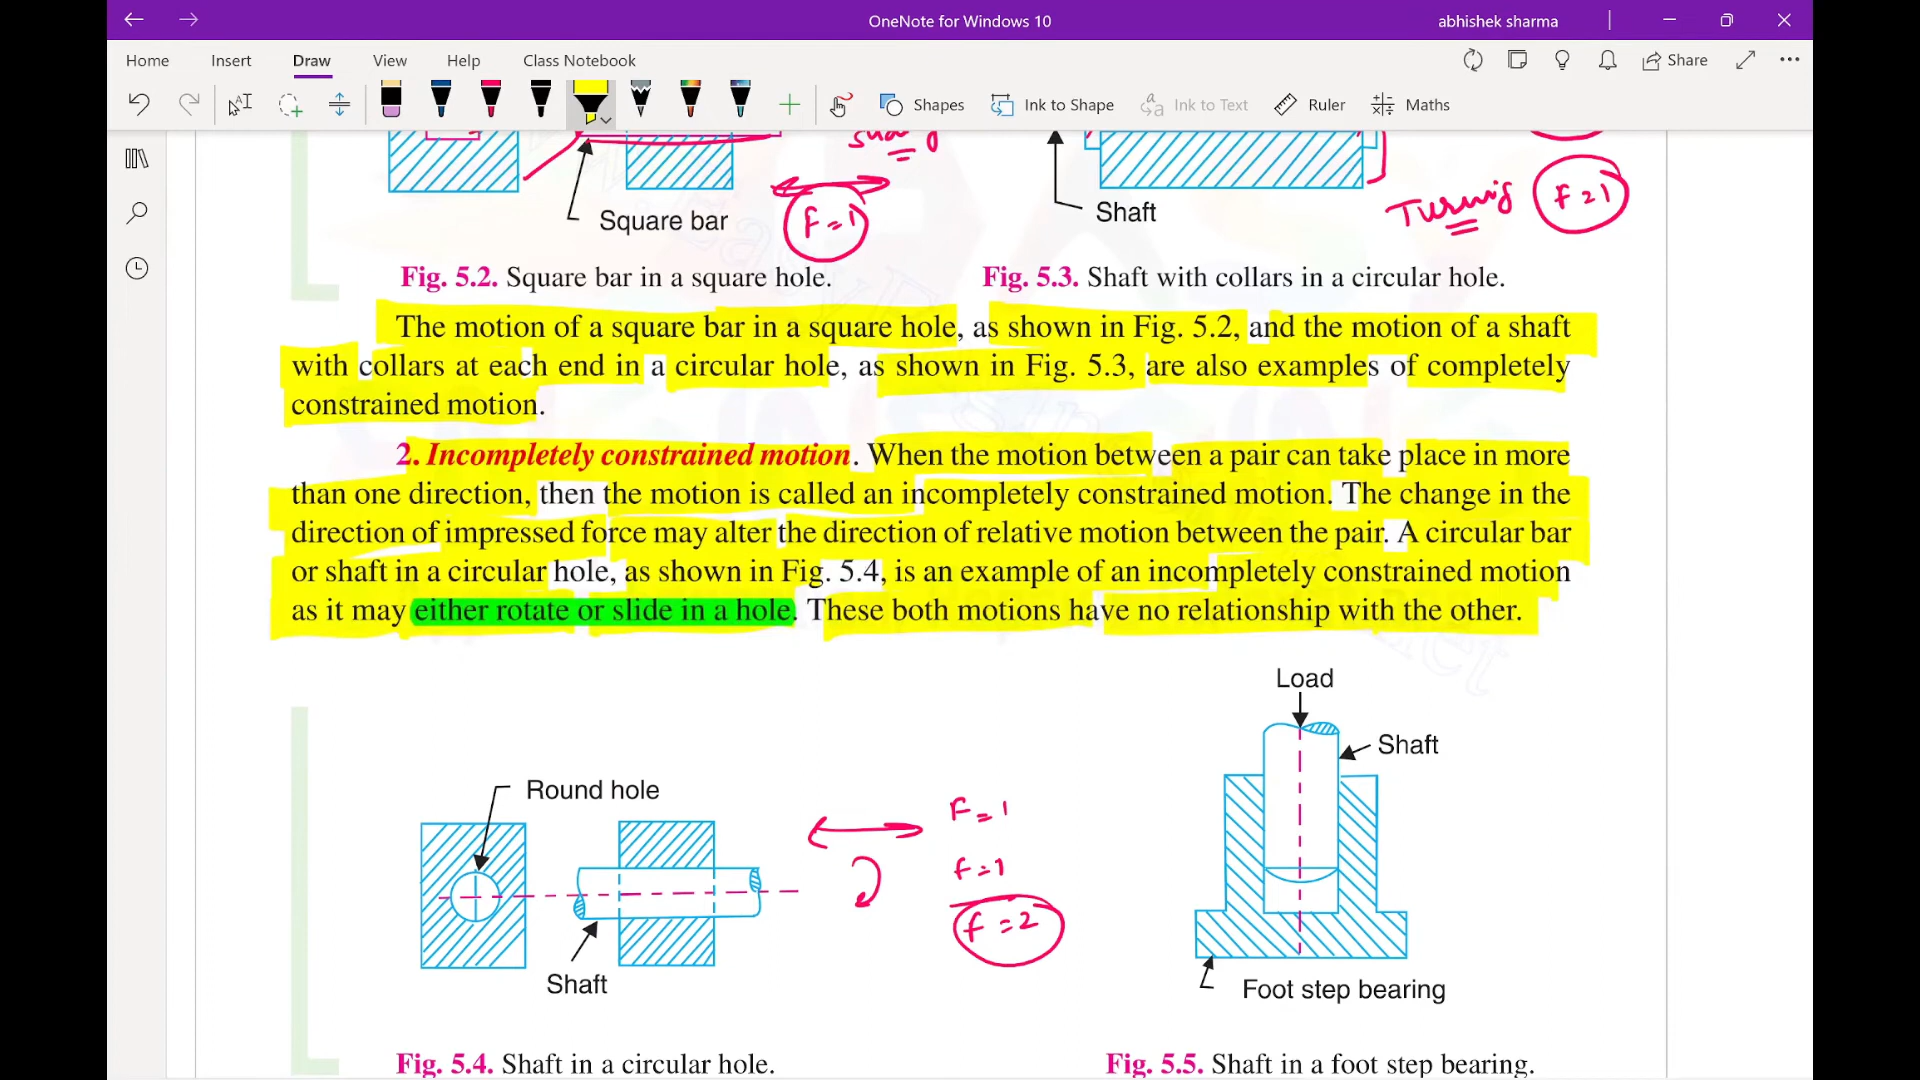 OneNote for Windows 10
abhishek sharma
Home Insert Draw View Help Class Notebook
Share
Shapes Ink to Shape Ink to Text Ruler Maths
Square bar
F=1
Shaft
Turnig
F=1
Fig. 5.2. Square bar in a square hole.
Fig. 5.3. Shaft with collars in a circular hole.
The motion of a square bar in a square hole, as shown in Fig. 5.2, and the motion of a shaft
with collars at each end in a circular hole, as shown in Fig. 5.3, are also examples of completely
constrained motion.
2. Incompletely constrained motion. When the motion between a pair can take place in more
than one direction, then the motion is called an incompletely constrained motion. The change in the
direction of impressed force may alter the direction of relative motion between the pair. A circular bar
or shaft in a circular hole, as shown in Fig. 5.4, is an example of an incompletely constrained motion
as it may either rotate or slide in a hole. These both motions have no relationship with the other.
Load
Shaft
Round hole
F=1
f=1
f=2
Shaft
Foot step bearing
Fig. 5.4. Shaft in a circular hole.
Fig. 5.5. Shaft in a foot step bearing.